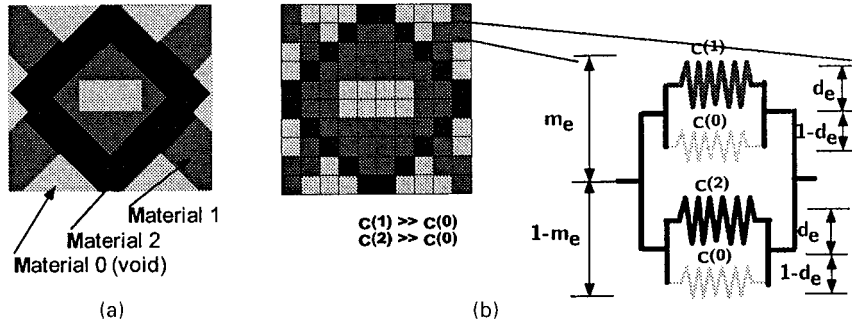 Material 1
Material 2
Material 0 (void)
(a)
C(1) >> C(0)
C(2) >> C(0)
(b)
m_e
1-m_e
C(1)
C(0)
d_e
1-d_e
C(2)
C(0)
d_e
1-d_e